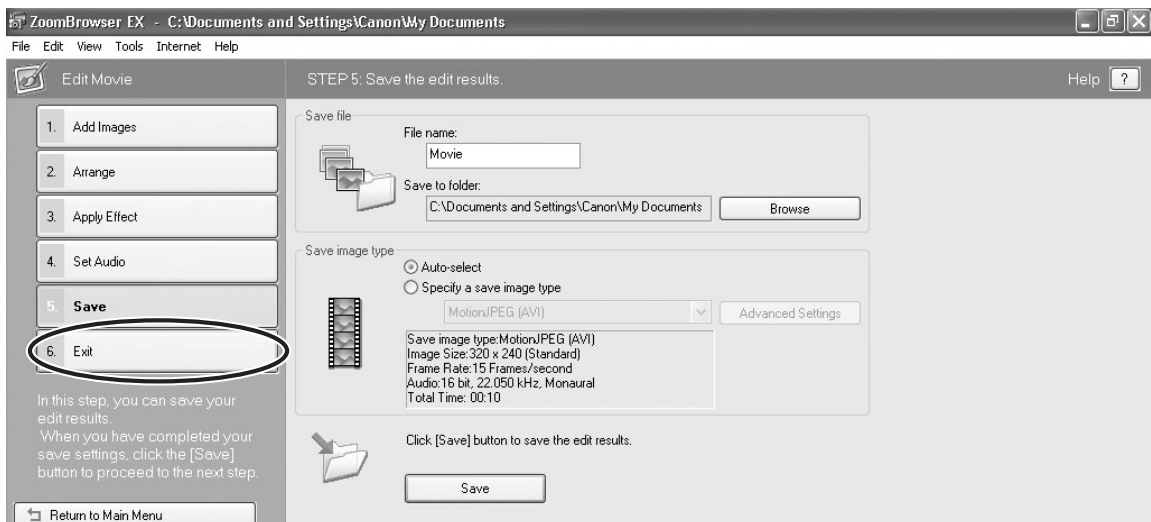 ZoomBrowser EX - C:\Documents and Settings\Canon\My Documents
File Edit View Tools Internet Help
Edit Movie
STEP 5: Save the edit results.
Help ?
1. Add Images
2. Arrange
3. Apply Effect
4. Set Audio
5. Save
6. Exit
In this step, you can save your
edit results.
When you have completed your
save settings, click the [Save]
button to proceed to the next step.
Return to Main Menu
Save file
File name:
Movie
Save to folder:
C:\Documents and Settings\Canon\My Documents Browse
Save image type
Auto-select
Specify a save image type
MotionJPEG (AVI) Advanced Settings
Save image type:MotionJPEG (AVI)
Image Size:320 x 240 (Standard)
Frame Rate:15 Frames/second
Audio:16 bit, 22.050 kHz, Monaural
Total Time: 00:10
Click [Save] button to save the edit results.
Save